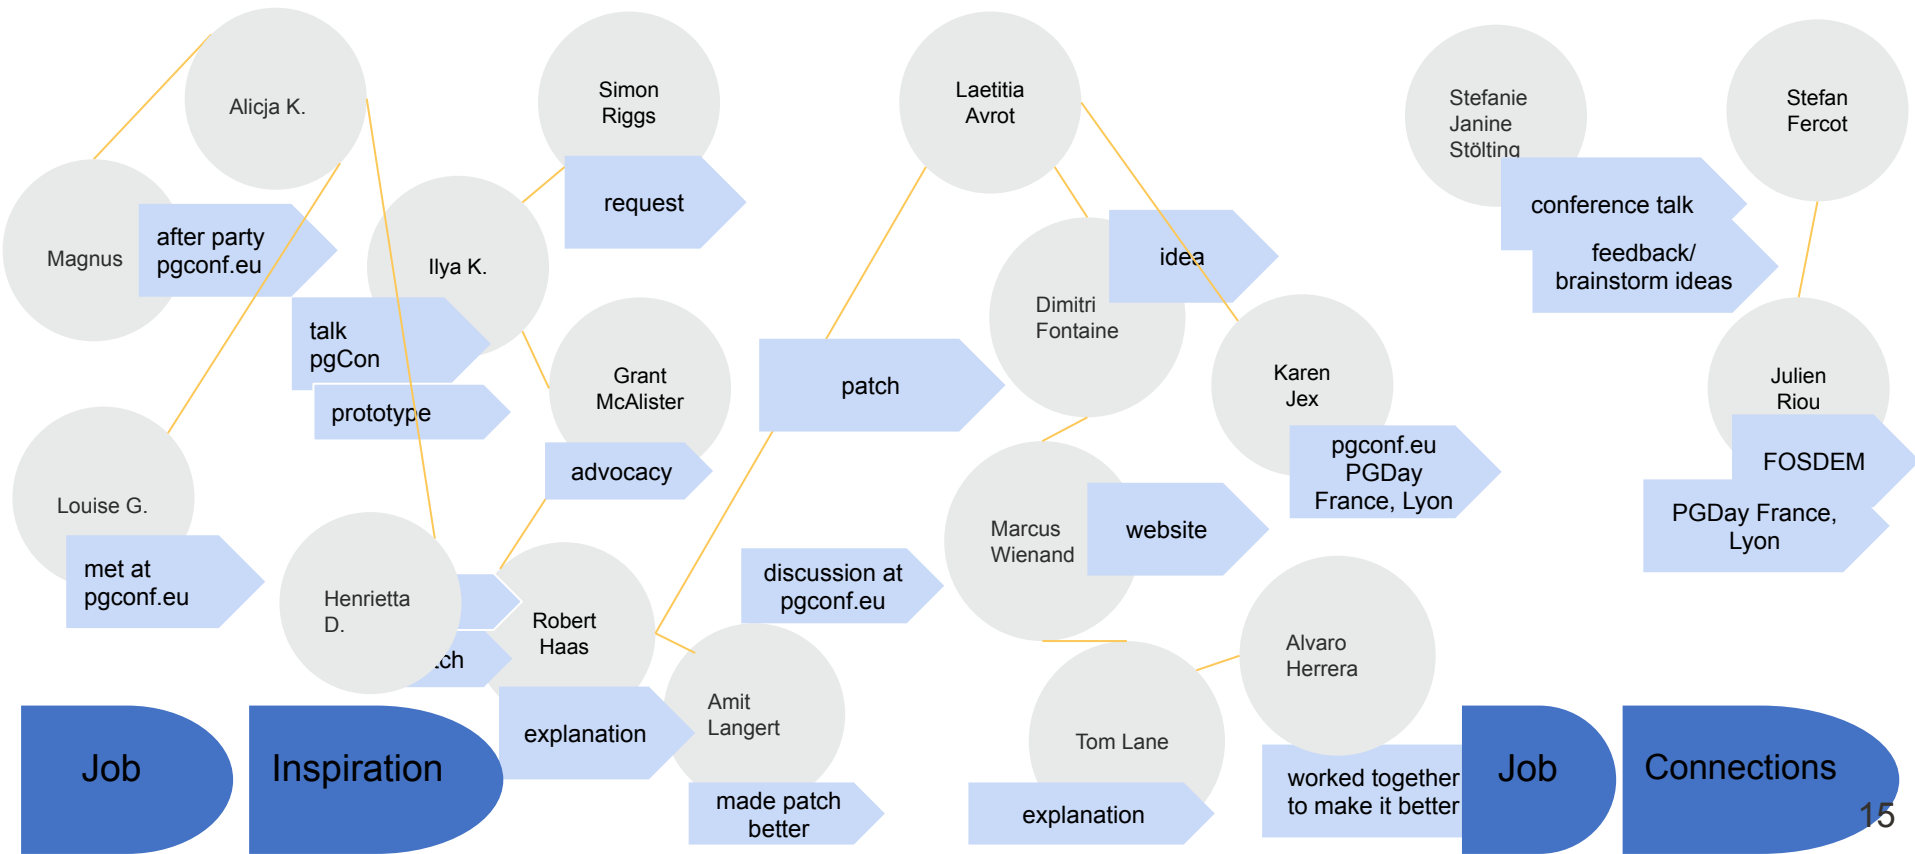 Alicja K.
Simon
Riggs
Laetitia
Avrot
Stefanie
Janine
Stölting
Stefan
Fercot
request
conference talk
after party
pgconf.eu
Magnus
Ilya K.
idea
feedback/
brainstorm ideas
Dimitri
Fontaine
talk
pgCon
prototype
Grant
McAlister
patch
Karen
Jex
Julien
Riou
advocacy
pgconf.eu
PGDay
France, Lyon
FOSDEM
Louise G.
Marcus
Wienand
website
PGDay France,
Lyon
met at
pgconf.eu
discussion at
pgconf.eu
Henrietta
D.
Robert
Haas
Alvaro
Herrera
Amit
Langert
explanation
Tom Lane
Job
Inspiration
worked together
to make it better
Job
Connections
made patch
better
explanation
15